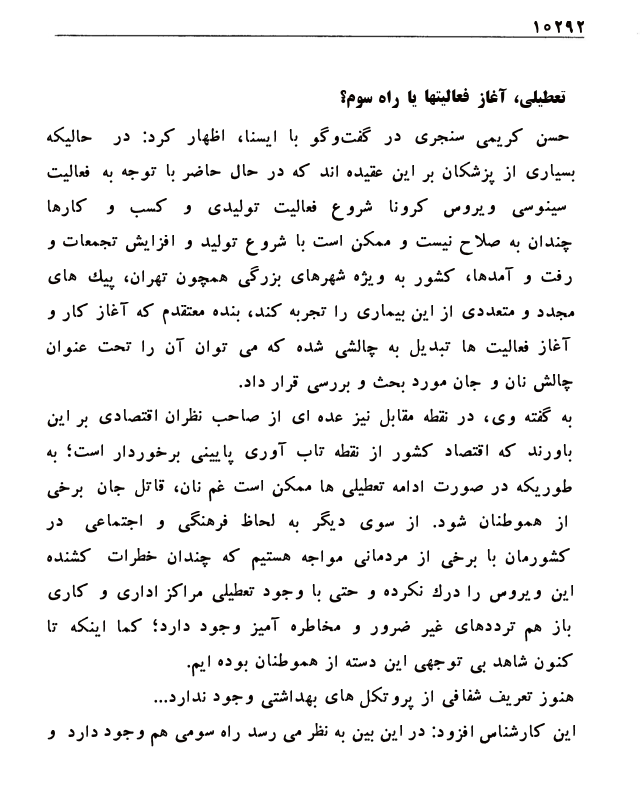 ۱۰۲۹۲
تعطیلی، آغاز فعالیتها یا راه سوم؟
حسن کریمی سنجری در گفت‌وگو با ایسنا، اظهار کرد: در حالیکه
بسیاری از پزشکان بر این عقیده اند که در حال حاضر با توجه به فعالیت
سینوسی ویروس کرونا شروع فعالیت تولیدی و کسب و کارها
چندان به صلاح نیست و ممکن است با شروع تولید و افزایش تجمعات و
رفت و آمدها، کشور به ویژه شهرهای بزرگی همچون تهران، پیك های
مجدد و متعددی از این بیماری را تجربه کند، بنده معتقدم که آغاز کار و
آغاز فعالیت ها تبدیل به چالشی شده که می توان آن را تحت عنوان
چالش نان و جان مورد بحث و بررسی قرار داد.
به گفته وی، در نقطه مقابل نیز عده ای از صاحب نظران اقتصادی بر این
باورند که اقتصاد کشور از نقطه تاب آوری پایینی برخوردار است؛ به
طوریکه در صورت ادامه تعطیلی ها ممکن است غم نان، قاتل جان برخی
از هموطنان شود. از سوی دیگر به لحاظ فرهنگی و اجتماعی در
کشورمان با برخی از مردمانی مواجه هستیم که چندان خطرات کشنده
این ویروس را درك نکرده و حتی با وجود تعطیلی مراکز اداری و کاری
باز هم ترددهای غیر ضرور و مخاطره آمیز وجود دارد؛ کما اینکه تا
کنون شاهد بی توجهی این دسته از هموطنان بوده ایم.
هنوز تعریف شفافی از پروتکل های بهداشتی وجود ندارد...
این کارشناس افزود: در این بین به نظر می رسد راه سومی هم وجود دارد و